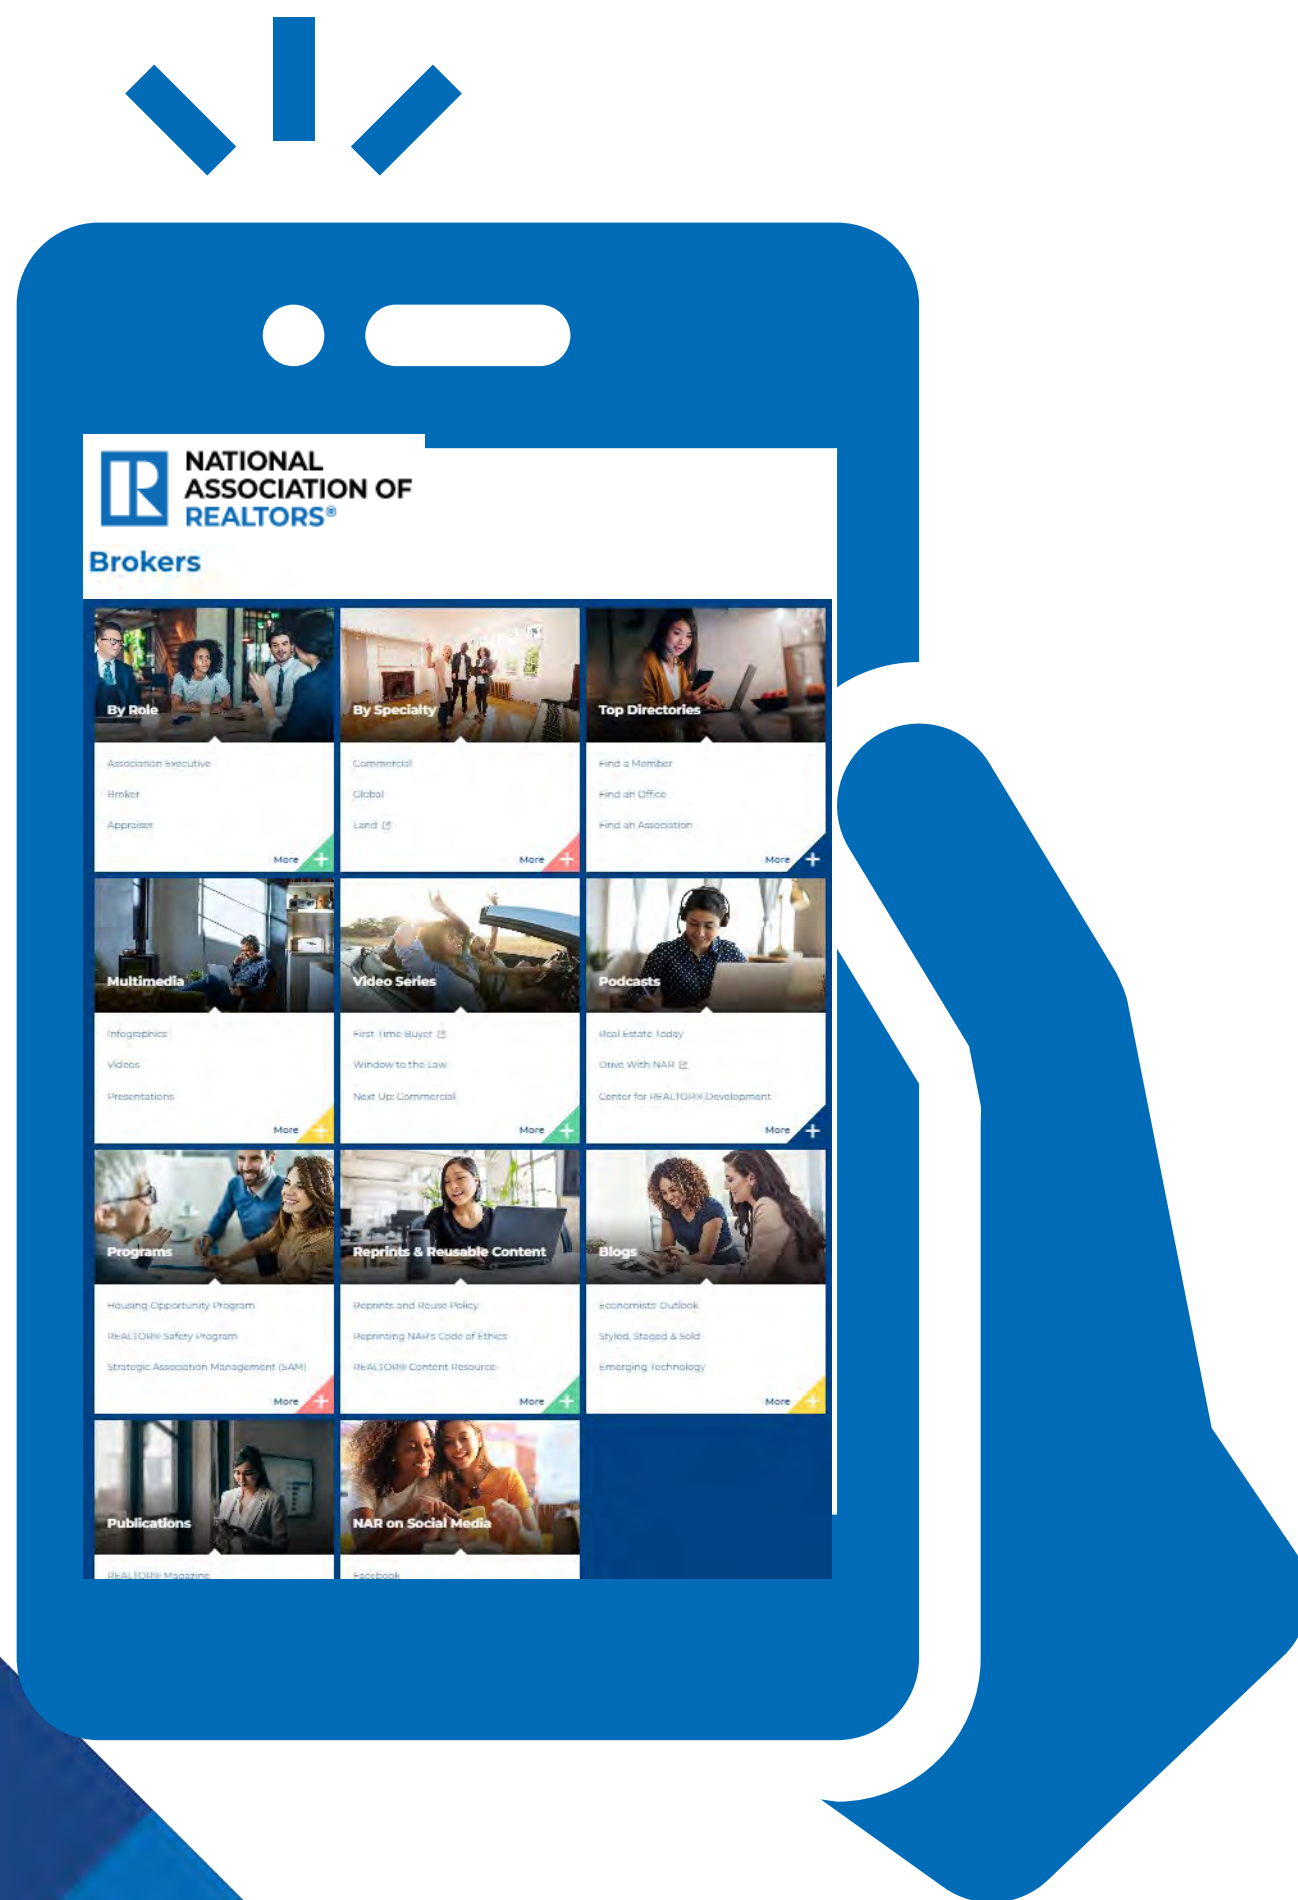 NATIONAL
ASSOCIATION OF
REALTORS®
Brokers
By Role
Association Executive
Broker
Appraiser
More
By Specialty
Commercial
Global
Land
More
Top Directories
Find a Member
Find an Office
Find an Association
More
Multimedia
Infographics
Videos
Presentations
More
Video Series
First-Time Buyer
Window to the Law
Next Up: Commercial
More
Podcasts
Real Estate Today
Drive With NAR
Center for REALTOR® Development
More
Programs
Housing Opportunity Program
REALTOR® Safety Program
Strategic Association Management (SAM)
More
Reprints & Reusable Content
Reprints and Reuse Policy
Reprinting NAR's Code of Ethics
REALTOR® Content Resource
More
Blogs
Economists' Outlook
Styled, Staged & Sold
Emerging Technology
More
Publications
REALTOR® Magazine
NAR on Social Media
Facebook